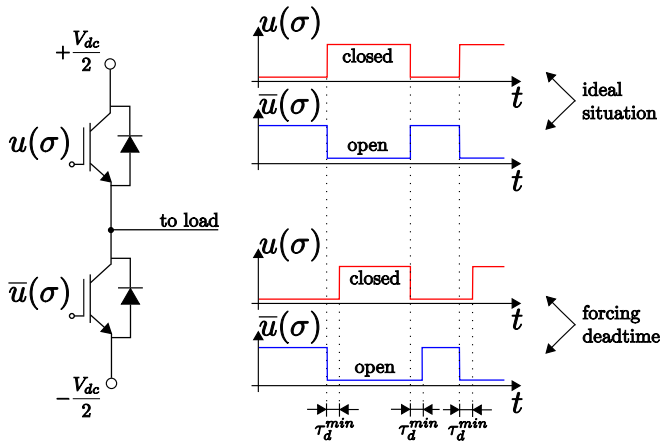 + V_dc/2
u(σ)
to load
u̅(σ)
− V_dc/2
u(σ)
closed
t
u̅(σ)
open
t
ideal
situation
u(σ)
closed
t
u̅(σ)
open
t
forcing
deadtime
τ_d^min
τ_d^min
τ_d^min